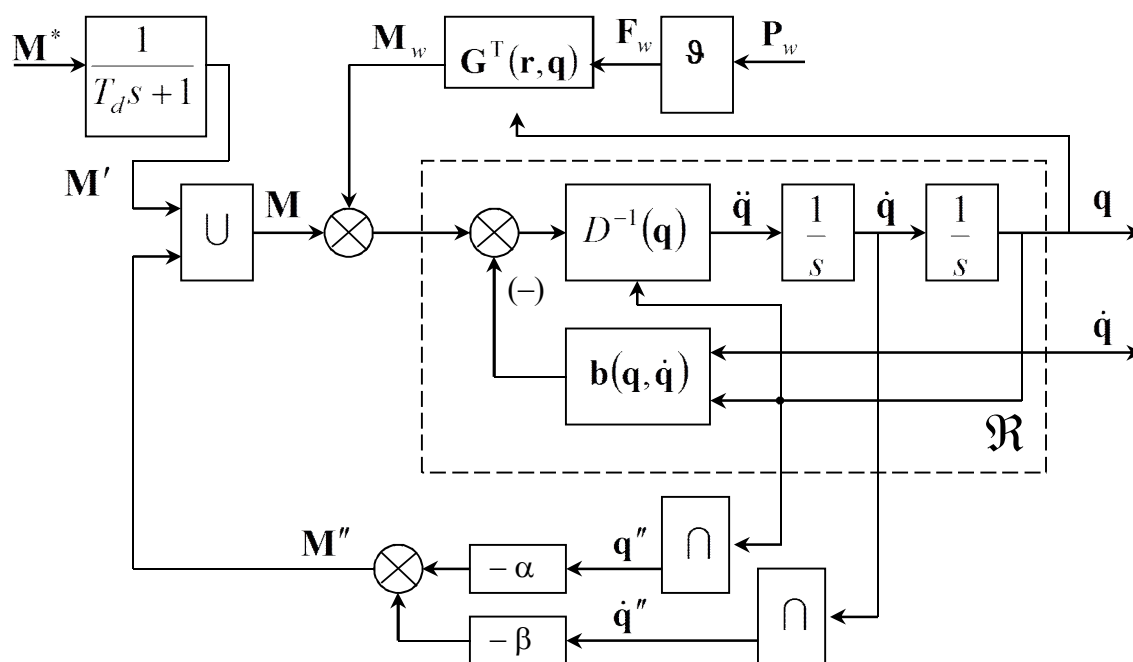 M*
1
T_d s + 1
M_w
G^T(r, q)
F_w
ϑ
P_w
M′
∪
M
D⁻¹(q)
q̈
1
s
q̇
1
s
q
(−)
b(q, q̇)
q̇
ℜ
M″
− α
q″
∩
− β
q̇″
∩